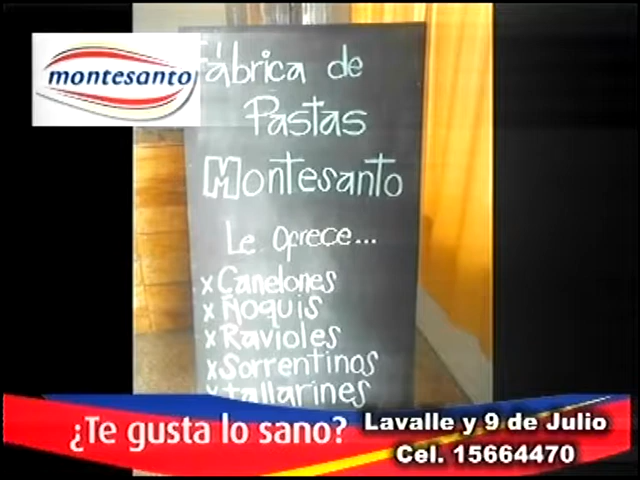 montesanto
Fábrica de
Pastas
Montesanto
Le Ofrece...
x Canelones
x Ñoquis
x Ravioles
x Sorrentinos
x tallarines
¿Te gusta lo sano?
Lavalle y 9 de Julio
Cel. 15664470